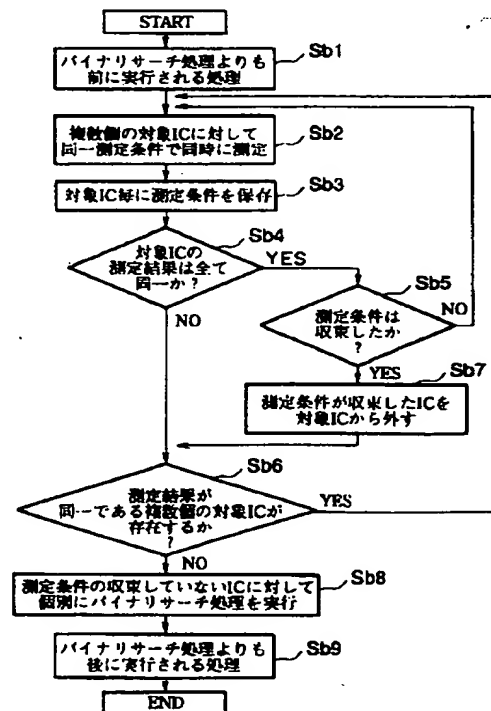 START
バイナリサーチ処理よりも
前に実行される処理
Sb1
複数個の対象ICに対して
同一測定条件で同時に測定
Sb2
対象IC毎に測定条件を保存
Sb3
対象ICの
測定結果は全て
同一か?
Sb4
YES
NO
測定条件は
収束したか
?
Sb5
NO
YES
測定条件が収束したICを
対象ICから外す
Sb7
測定結果が
同一である複数個の対象ICが
存在するか
?
Sb6
YES
NO
測定条件の収束していないICに対して
個別にバイナリサーチ処理を実行
Sb8
バイナリサーチ処理よりも
後に実行される処理
Sb9
END